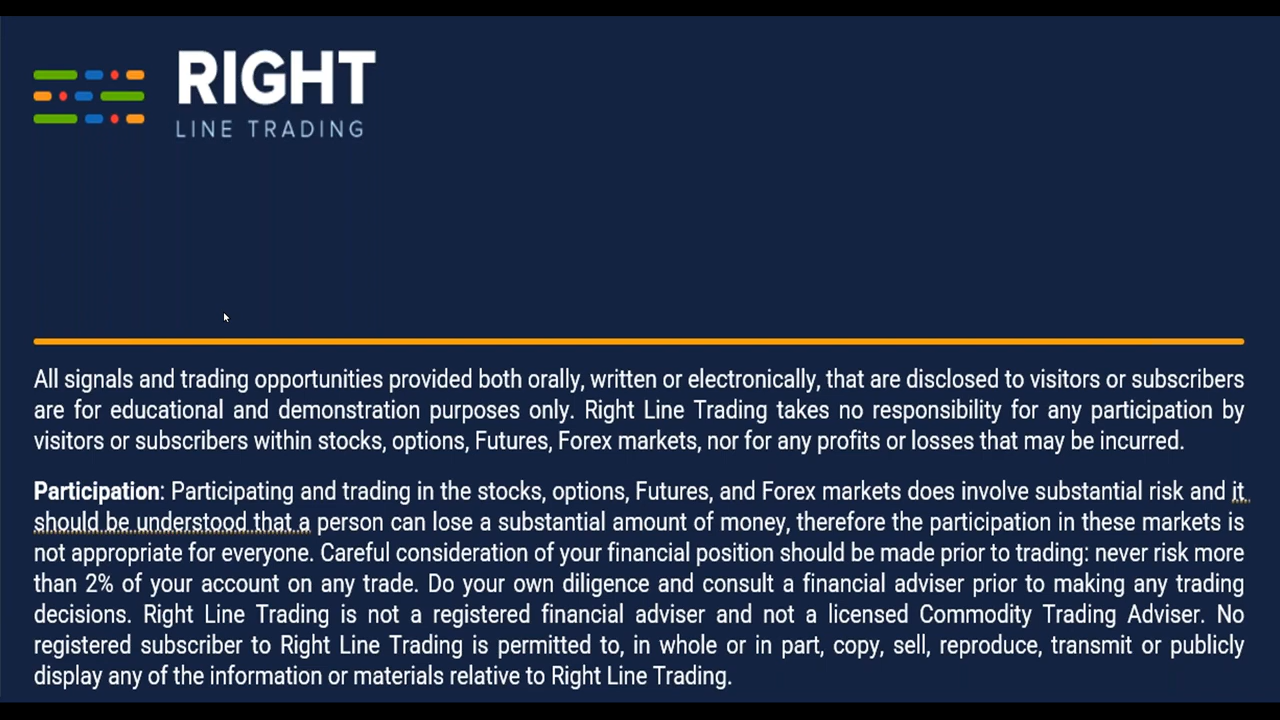 RIGHT
LINE TRADING
All signals and trading opportunities provided both orally, written or electronically, that are disclosed to visitors or subscribers
are for educational and demonstration purposes only. Right Line Trading takes no responsibility for any participation by
visitors or subscribers within stocks, options, Futures, Forex markets, nor for any profits or losses that may be incurred.
Participation: Participating and trading in the stocks, options, Futures, and Forex markets does involve substantial risk and it
should be understood that a person can lose a substantial amount of money, therefore the participation in these markets is
not appropriate for everyone. Careful consideration of your financial position should be made prior to trading: never risk more
than 2% of your account on any trade. Do your own diligence and consult a financial adviser prior to making any trading
decisions. Right Line Trading is not a registered financial adviser and not a licensed Commodity Trading Adviser. No
registered subscriber to Right Line Trading is permitted to, in whole or in part, copy, sell, reproduce, transmit or publicly
display any of the information or materials relative to Right Line Trading.